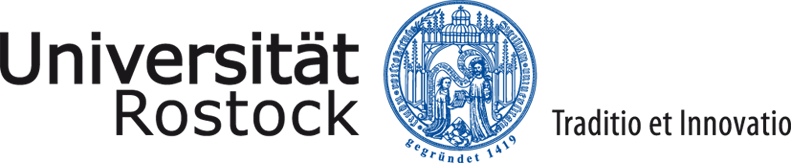 Universität
Rostock
gegründet 1419
Traditio et Innovatio